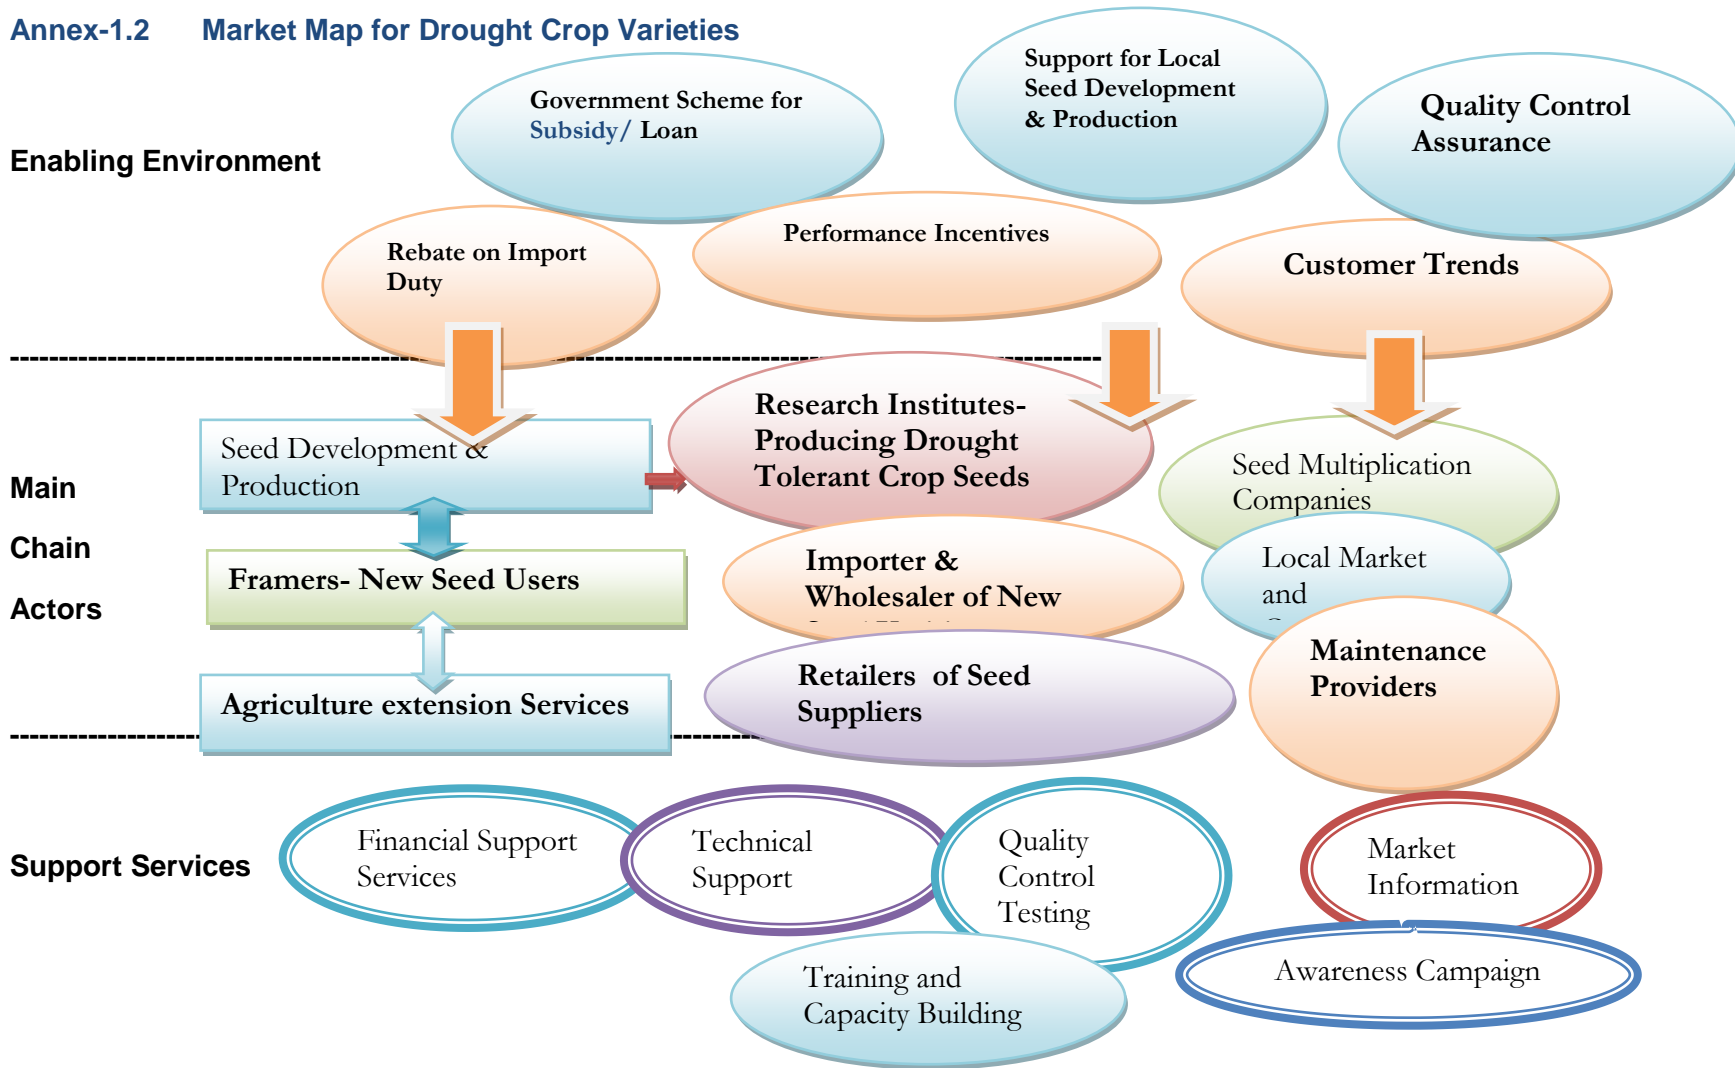 Annex-1.2 Market Map for Drought Crop Varieties
Government Scheme for
Subsidy/ Loan
Support for Local
Seed Development
& Production
Quality Control
Assurance
Enabling Environment
Rebate on Import
Duty
Performance Incentives
Customer Trends
Main
Chain
Actors
Seed Development &
Production
Research Institutes-
Producing Drought
Tolerant Crop Seeds
Seed Multiplication
Companies
Framers- New Seed Users
Importer &
Wholesaler of New
Local Market
and
Agriculture extension Services
Retailers of Seed
Suppliers
Maintenance
Providers
Support Services
Financial Support
Services
Technical
Support
Quality
Control
Testing
Market
Information
Training and
Capacity Building
Awareness Campaign